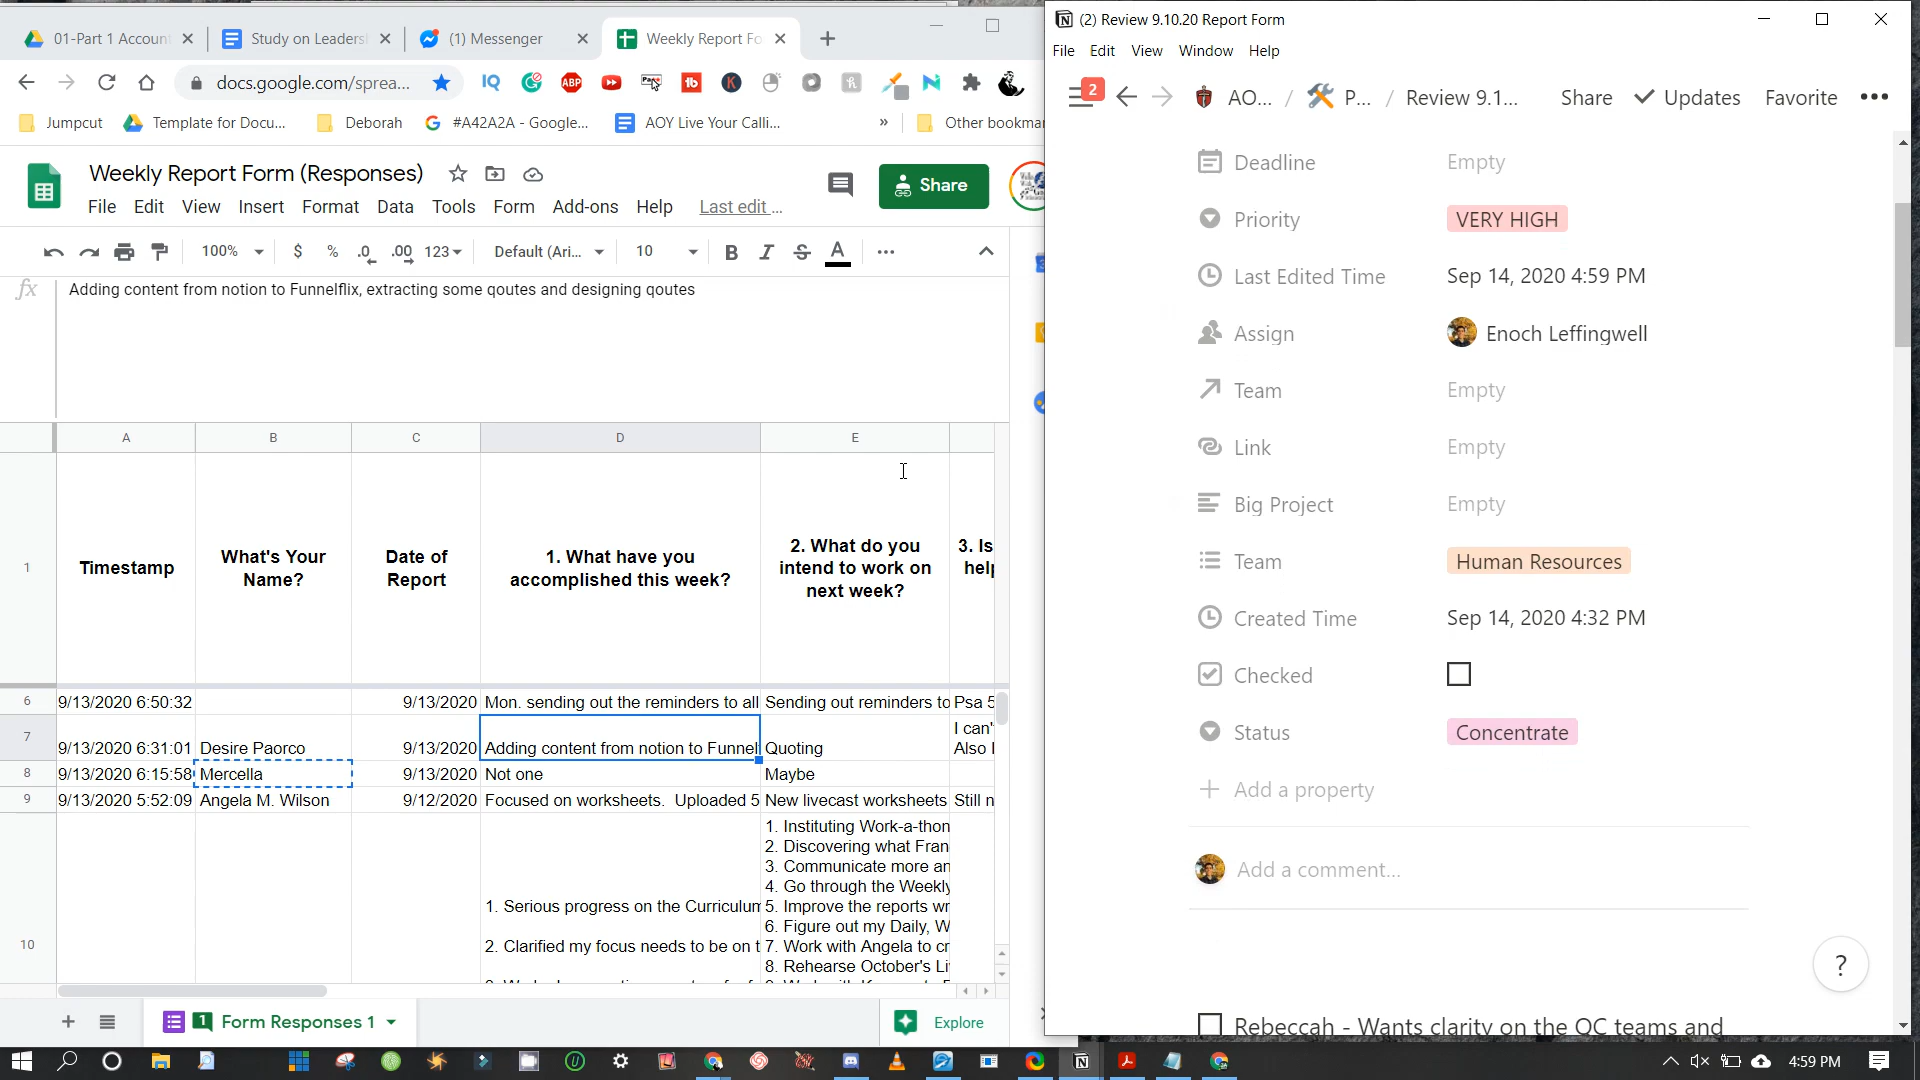 01-Part 1 Accoun
Study on Leaders
(1) Messenger
Weekly Report Fo
docs.google.com/sprea...
Jumpcut
Template for Docu...
Deborah
#A42A2A - Google...
AOY Live Your Calli...
»
Other bookmar
Weekly Report Form (Responses)
Share
File Edit View Insert Format Data Tools Form Add-ons Help Last edit ...
100% $ % .0 .00 123 Default (Ari... 10 B I S A
fx Adding content from notion to Funnelflix, extracting some qoutes and designing qoutes
A B C D E
1 Timestamp
What's Your
Name?
Date of
Report
1. What have you
accomplished this week?
2. What do you
intend to work on
next week?
3. Is
help
6 9/13/2020 6:50:32 9/13/2020 Mon. sending out the reminders to all Sending out reminders to Psa 5
I can'
7 9/13/2020 6:31:01 Desire Paorco 9/13/2020 Adding content from notion to Funnel Quoting Also I
8 9/13/2020 6:15:58 Mercella 9/13/2020 Not one Maybe
9 9/13/2020 5:52:09 Angela M. Wilson 9/12/2020 Focused on worksheets. Uploaded 5 New livecast worksheets Still n
10
1. Serious progress on the Curriculum
2. Clarified my focus needs to be on t
1. Instituting Work-a-thon
2. Discovering what Fran
3. Communicate more an
4. Go through the Weekly
5. Improve the reports wr
6. Figure out my Daily, W
7. Work with Angela to cr
8. Rehearse October's Li
1 Form Responses 1
Explore
(2) Review 9.10.20 Report Form
File Edit View Window Help
2 AO... / P... / Review 9.1... Share Updates Favorite •••
Deadline Empty
Priority VERY HIGH
Last Edited Time Sep 14, 2020 4:59 PM
Assign Enoch Leffingwell
Team Empty
Link Empty
Big Project Empty
Team Human Resources
Created Time Sep 14, 2020 4:32 PM
Checked
Status Concentrate
Add a property
Add a comment...
?
Rebeccah - Wants clarity on the OC teams and
4:59 PM